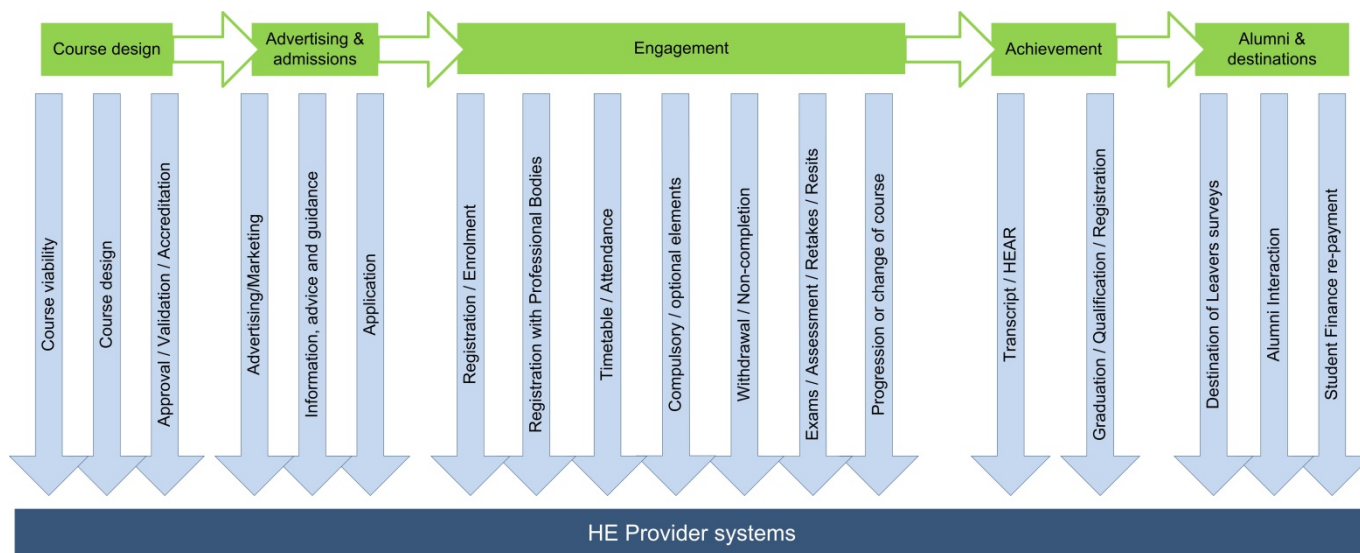 Course design
Advertising &
admissions
Engagement
Achievement
Alumni &
destinations
Course viability
Course design
Approval / Validation / Accreditation
Advertising/Marketing
Information, advice and guidance
Application
Registration / Enrolment
Registration with Professional Bodies
Timetable / Attendance
Compulsory / optional elements
Withdrawal / Non-completion
Exams / Assessment / Retakes / Resits
Progression or change of course
Transcript / HEAR
Graduation / Qualification / Registration
Destination of Leavers surveys
Alumni Interaction
Student Finance re-payment
HE Provider systems